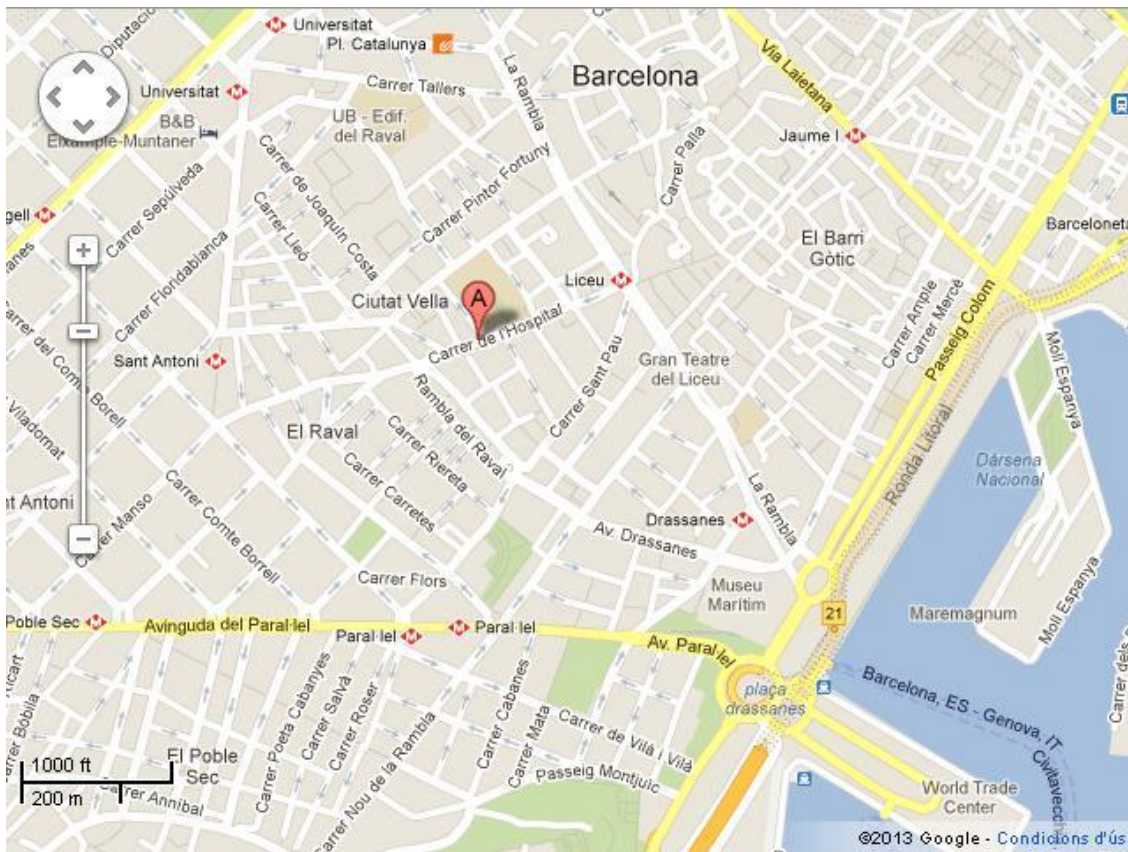 Diputació
Universitat
Pl. Catalunya
Barcelona
Via Laietana
La Rambla
Carrer Tallers
Universitat
B&B
Eixample-Muntaner
UB - Edif.
del Raval
Jaume I
Carrer Palla
Carrer Pintor Fortuny
Carrer de Joaquín Costa
Carrer Lleó
Carrer Sepúlveda
gell
Carrer Floridablanca
Barceloneta
El Barri
Gòtic
Liceu
Ciutat Vella
A
Carrer de l'Hospital
Carrer Ample
Carrer Mercè
Passeig Colom
Moll Espanya
Sant Antoni
Carrer del Comte Borrell
Gran Teatre
del Liceu
Carrer Sant Pau
Rambla del Raval
El Raval
Carrer Riereta
Carrer Carretes
Viladomat
Ronda Litoral
Dàrsena
Nacional
nt Antoni
Carrer Manso
Carrer Comte Borrell
La Rambla
Drassanes
Av. Drassanes
Carrer Flors
Museu
Marítim
Maremagnum
Moll Espanya
21
Poble Sec
Avinguda del Paral·lel
Paral·lel
Paral·lel
Av. Paral·lel
plaça
drassanes
Barcelona, ES - Genova, IT
Civitavecch
Carrer dels
Ricart
Carrer Bòbila
Carrer Poeta Cabanyes
Carrer Salvà
Carrer Roser
Carrer Nou de la Rambla
Carrer Cabanes
Carrer Mata
Carrer de Vilà i Vilà
Passeig Montjuïc
El Poble
Sec
1000 ft
200 m
Carrer Anníbal
World Trade
Center
©2013 Google - Condicions d'ús